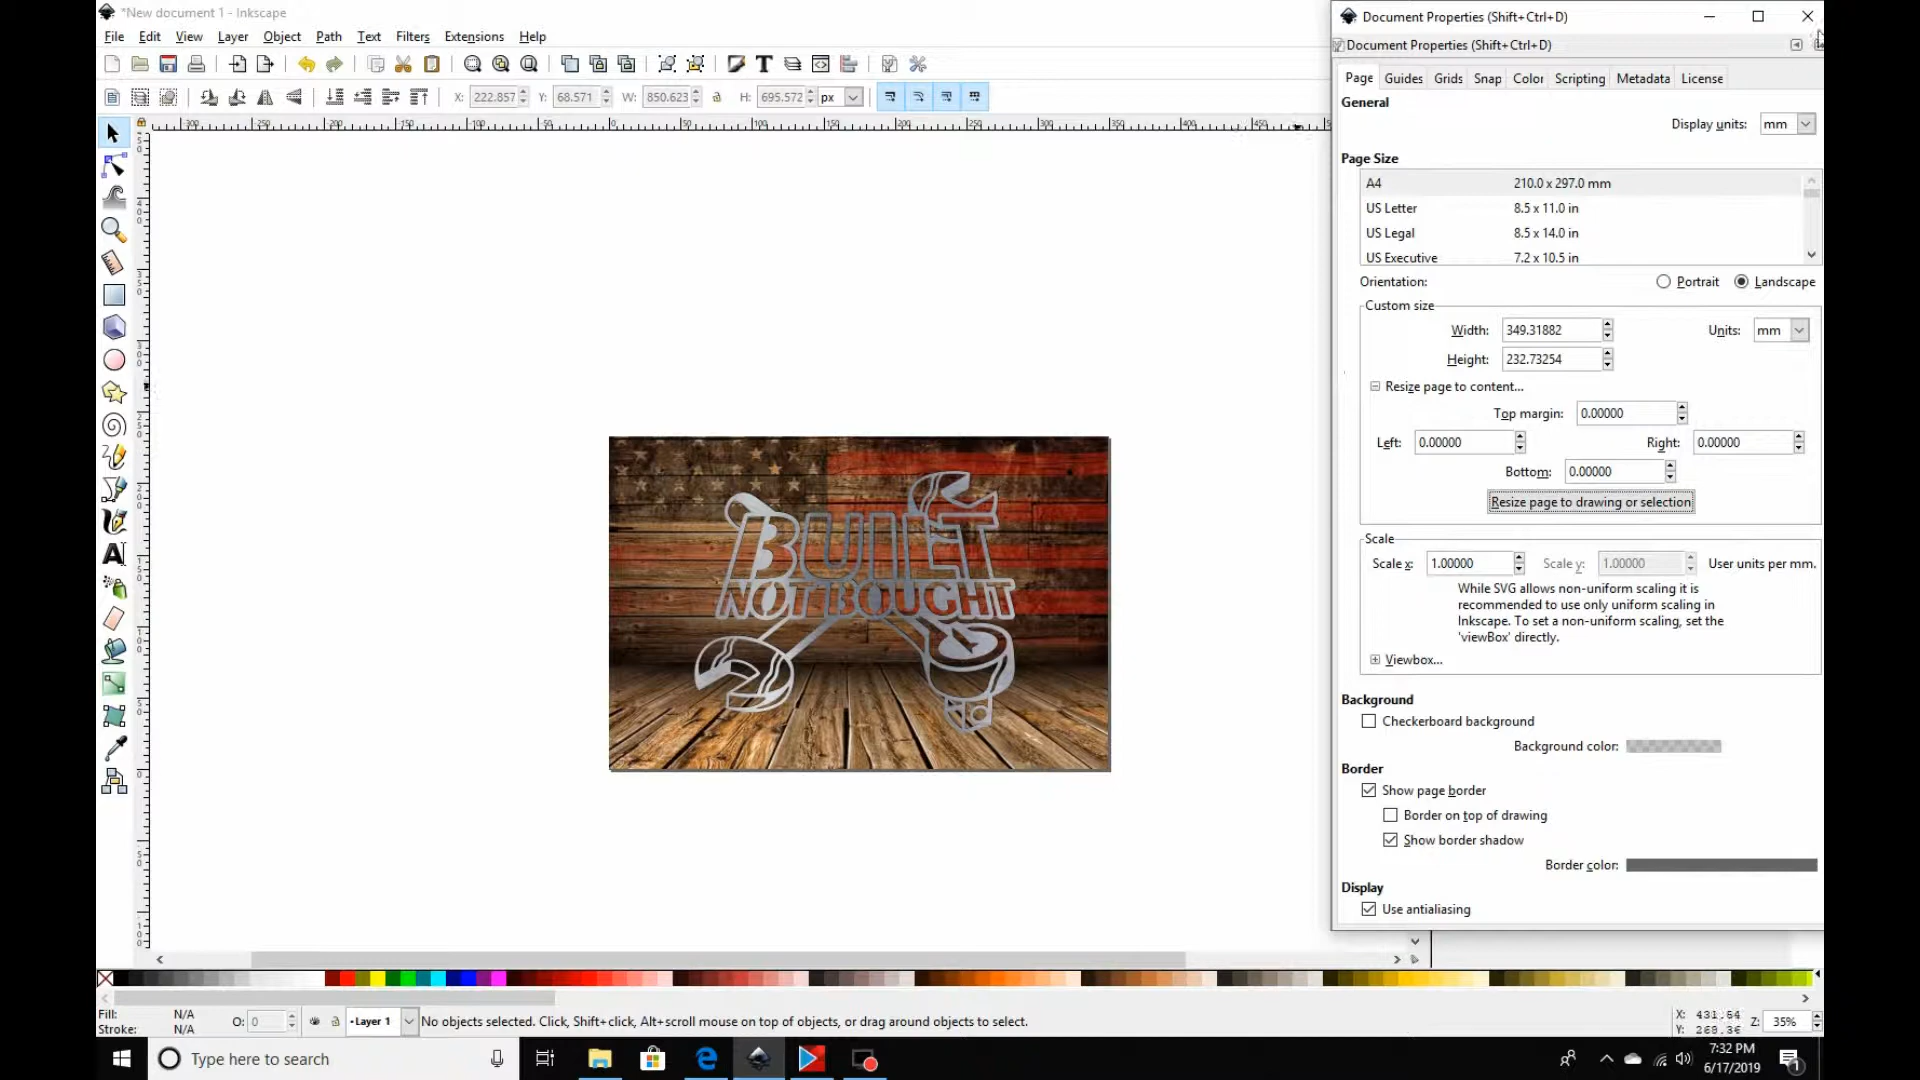 *New document 1 - Inkscape
File Edit View Layer Object Path Text Filters Extensions Help
X: 222.857 Y: 68.571 W: 850.623 H: 695.572 px
Document Properties (Shift+Ctrl+D)
Document Properties (Shift+Ctrl+D)
Page Guides Grids Snap Color Scripting Metadata License
General
Display units: mm
Page Size
A4 210.0 x 297.0 mm
US Letter 8.5 x 11.0 in
US Legal 8.5 x 14.0 in
US Executive 7.2 x 10.5 in
Orientation: Portrait Landscape
Custom size
Width: 349.31882 Units: mm
Height: 232.73254
Resize page to content...
Top margin: 0.00000
Left: 0.00000 Right: 0.00000
Bottom: 0.00000
Resize page to drawing or selection
Scale
Scale x: 1.00000 Scale y: 1.00000 User units per mm.
While SVG allows non-uniform scaling it is
recommended to use only uniform scaling in
Inkscape. To set a non-uniform scaling, set the
'viewBox' directly.
Viewbox...
Background
Checkerboard background
Background color:
Border
Show page border
Border on top of drawing
Show border shadow
Border color:
Display
Use antialiasing
BUILT
NOT BOUGHT
Fill: N/A
Stroke: N/A
O: 0
•Layer 1
No objects selected. Click, Shift+click, Alt+scroll mouse on top of objects, or drag around objects to select.
X: 431.64
Y: 268.36
Z: 35%
Type here to search
7:32 PM
6/17/2019
1